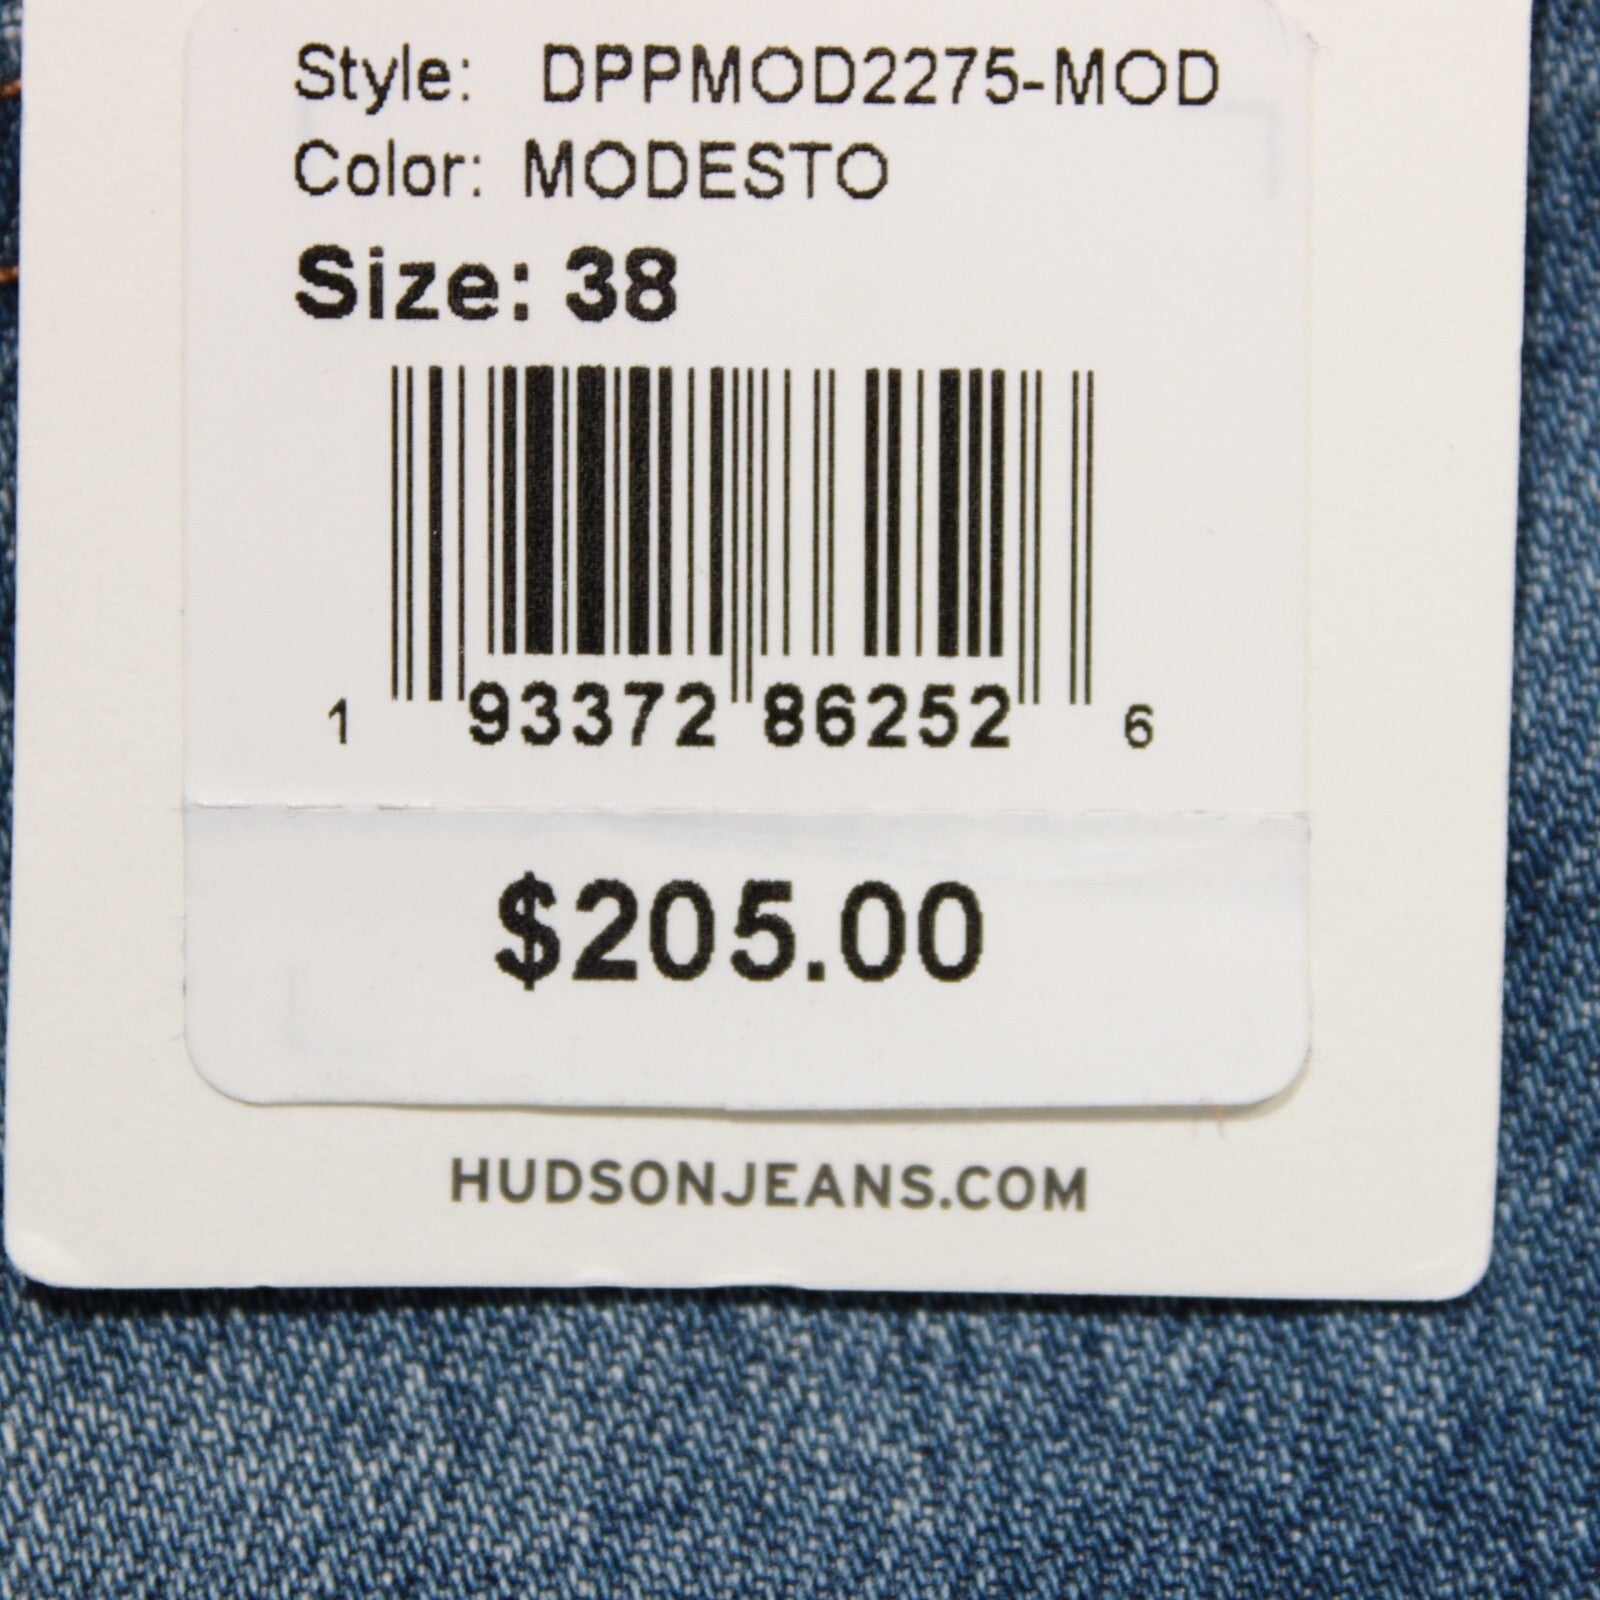 Style: DPPMOD2275-MOD
Color: MODESTO
Size: 38
1 93372 86252 6
$205.00
HUDSONJEANS.COM